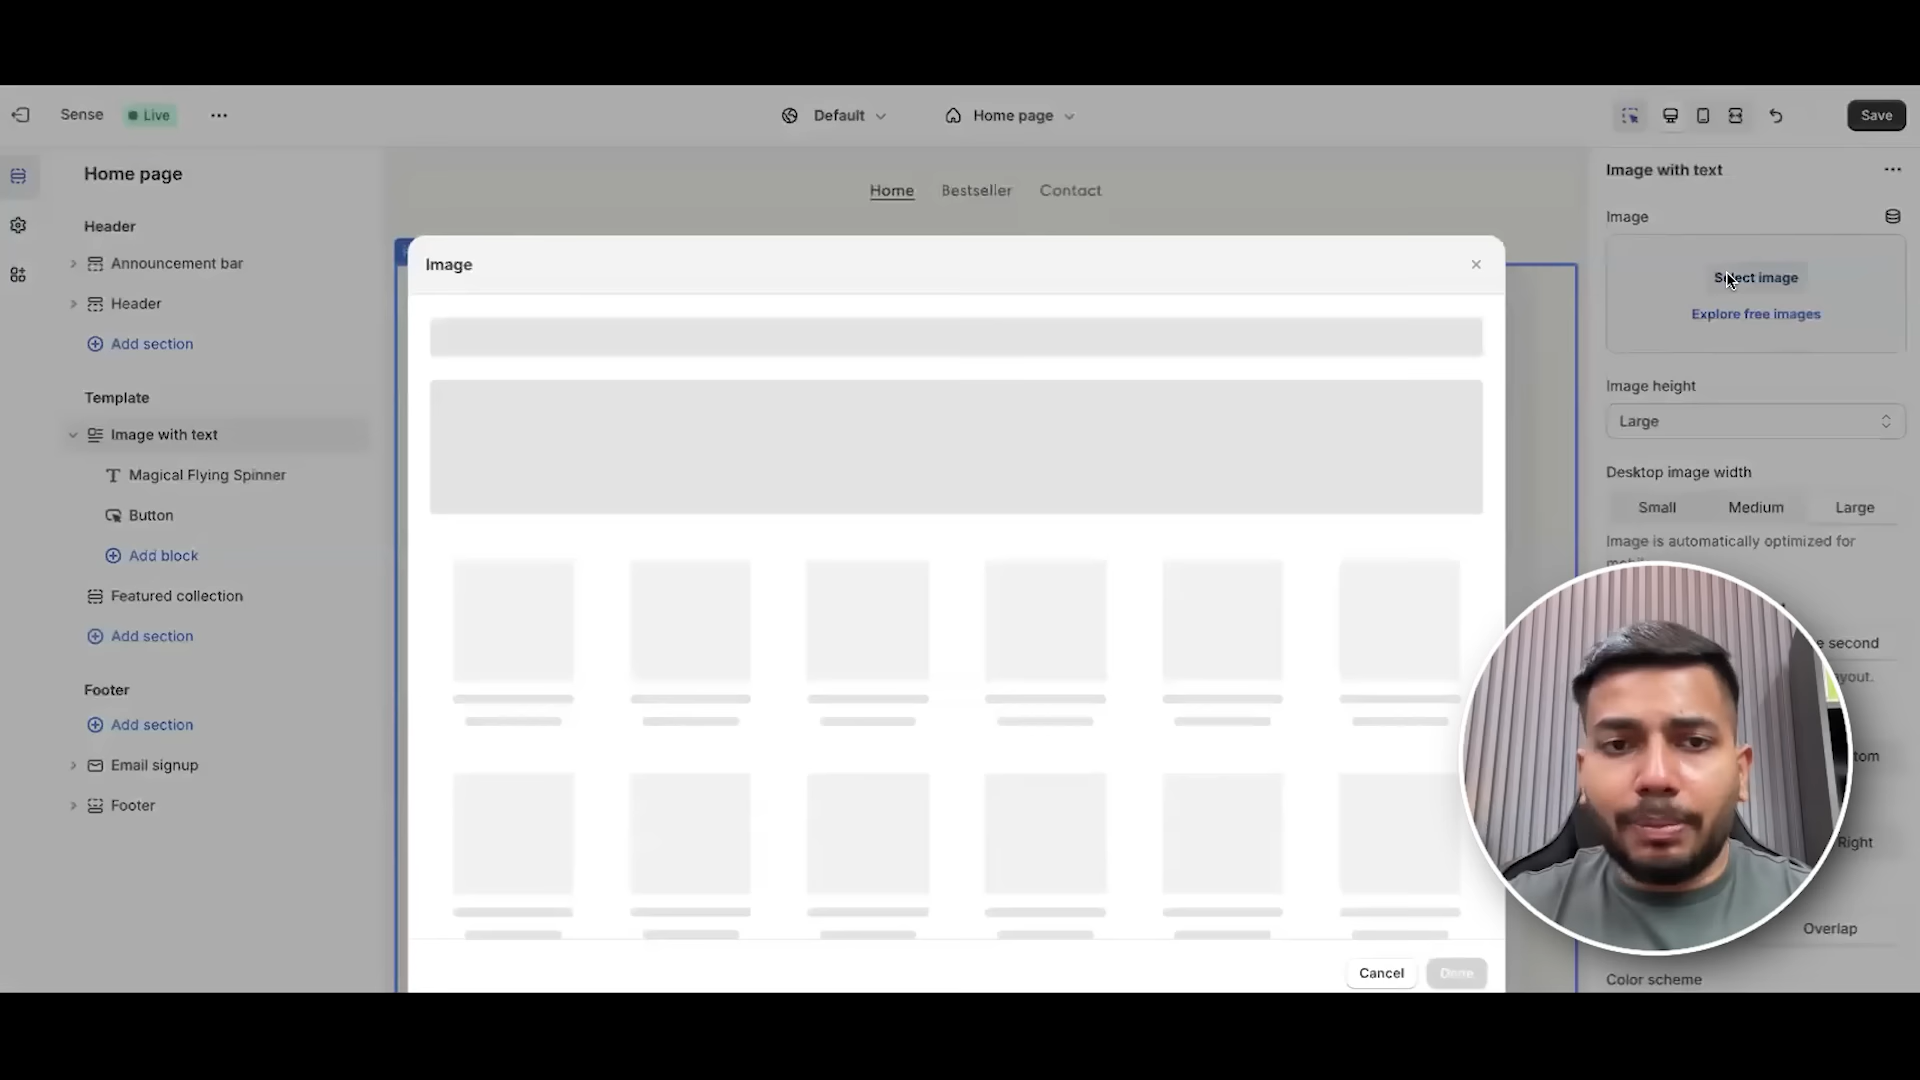 Sense
Live
Default
Home page
Save
Home page
Header
Announcement bar
Header
Add section
Template
Image with text
Magical Flying Spinner
Button
Add block
Featured collection
Add section
Footer
Add section
Email signup
Footer
Home
Bestseller
Contact
Image
Cancel
Done
Image with text
Image
Select image
Explore free images
Image height
Large
Desktop image width
Small
Medium
Large
Image is automatically optimized for
second
Right
Overlap
Color scheme